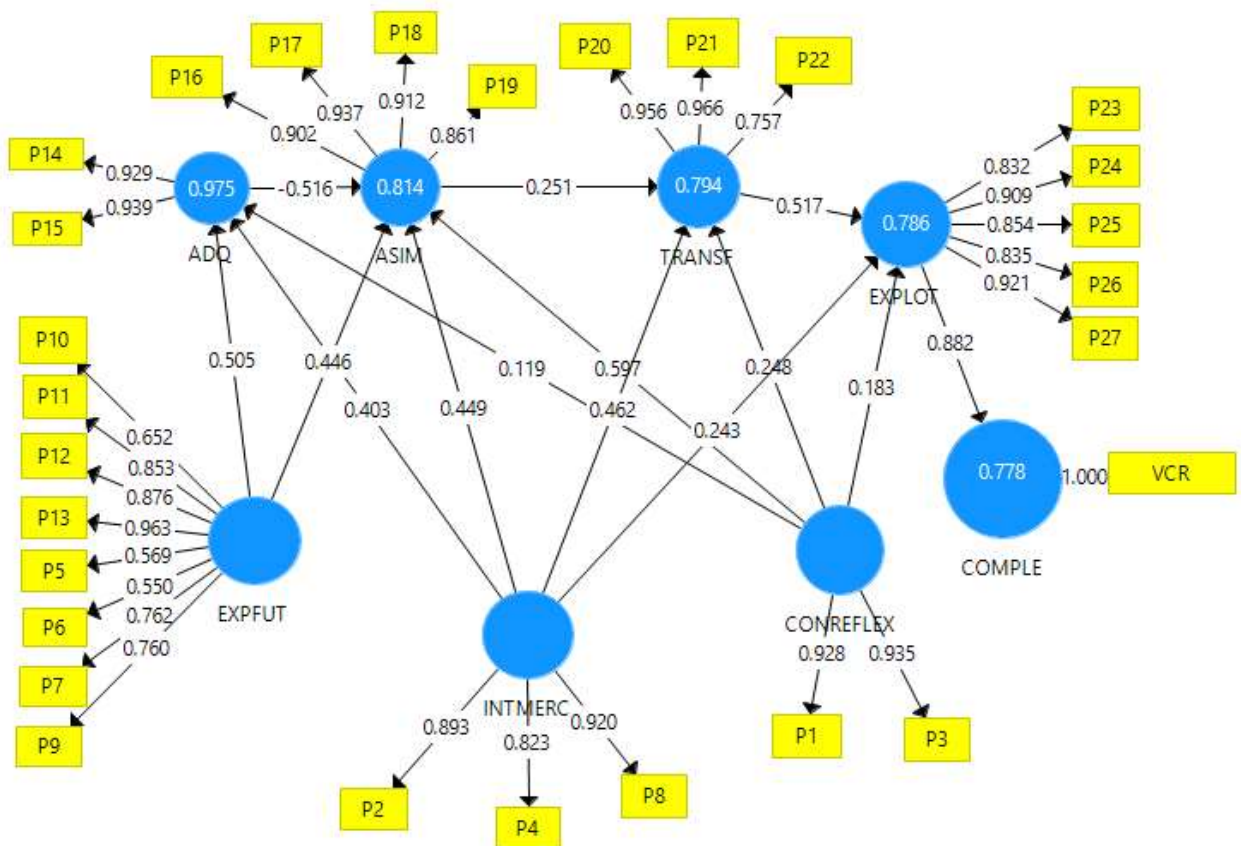 P18
P17
P21
P20
P22
P16
P19
P23
0.912
0.937
0.966
0.956
0.757
0.861
0.902
0.832
P24
P14
0.929
0.909
0.975
-0.516
0.814
0.251
0.794
0.517
0.786
0.854
P25
0.939
P15
0.835
P26
ADQ
ASIM
TRANSF
0.921
EXPLOT
P27
P10
0.882
0.505
0.446
0.119
0.597
0.248
0.183
P11
0.403
0.449
0.462
0.243
0.652
P12
0.853
0.876
0.778
1.000
VCR
P13
0.963
0.569
P5
0.550
COMPLE
P6
0.762
EXPFUT
CONREFLEX
0.760
0.928
0.935
P7
INTMERC
0.893
0.823
0.920
P9
P1
P3
P2
P4
P8